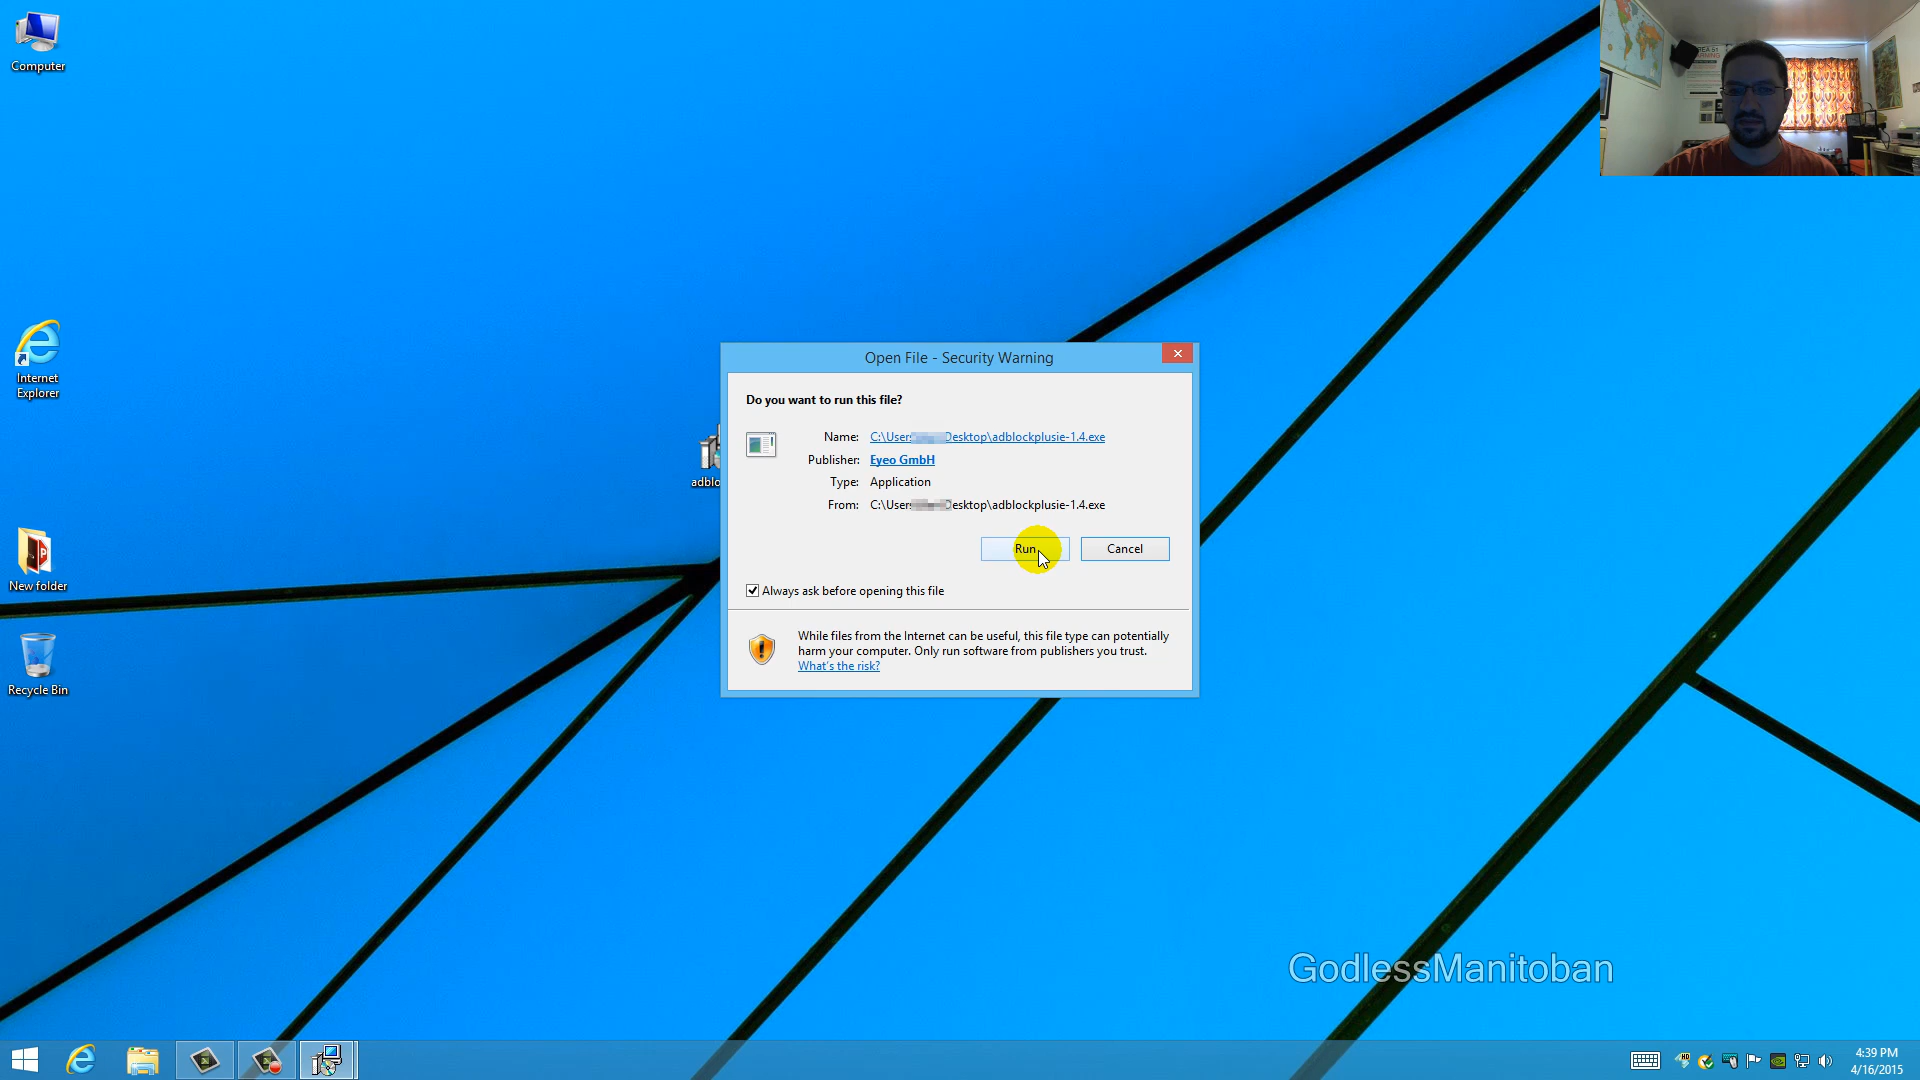 Computer
Internet
Explorer
New folder
Recycle Bin
adblo
Open File - Security Warning
Do you want to run this file?
Name: C:\Users Desktop\adblockplusie-1.4.exe
Publisher: Eyeo GmbH
Type: Application
From: C:\Users Desktop\adblockplusie-1.4.exe
Run
Cancel
Always ask before opening this file
While files from the Internet can be useful, this file type can potentially
harm your computer. Only run software from publishers you trust.
What's the risk?
GodlessManitoban
4:39 PM
4/16/2015